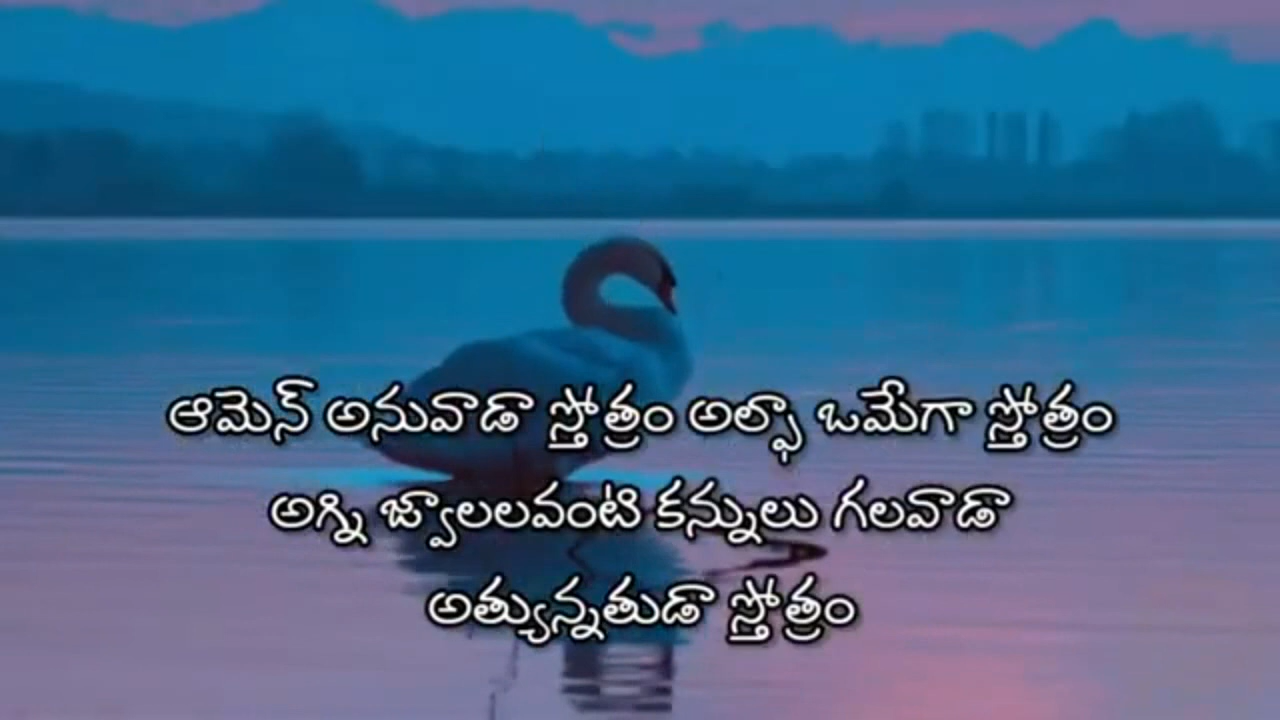 ఆమెన్ అనువాడా స్తోత్రం అల్ఫా ఒమేగా స్తోత్రం
అగ్ని జ్వాలలవంటి కన్నులు గలవాడా
అత్యున్నతుడా స్తోత్రం